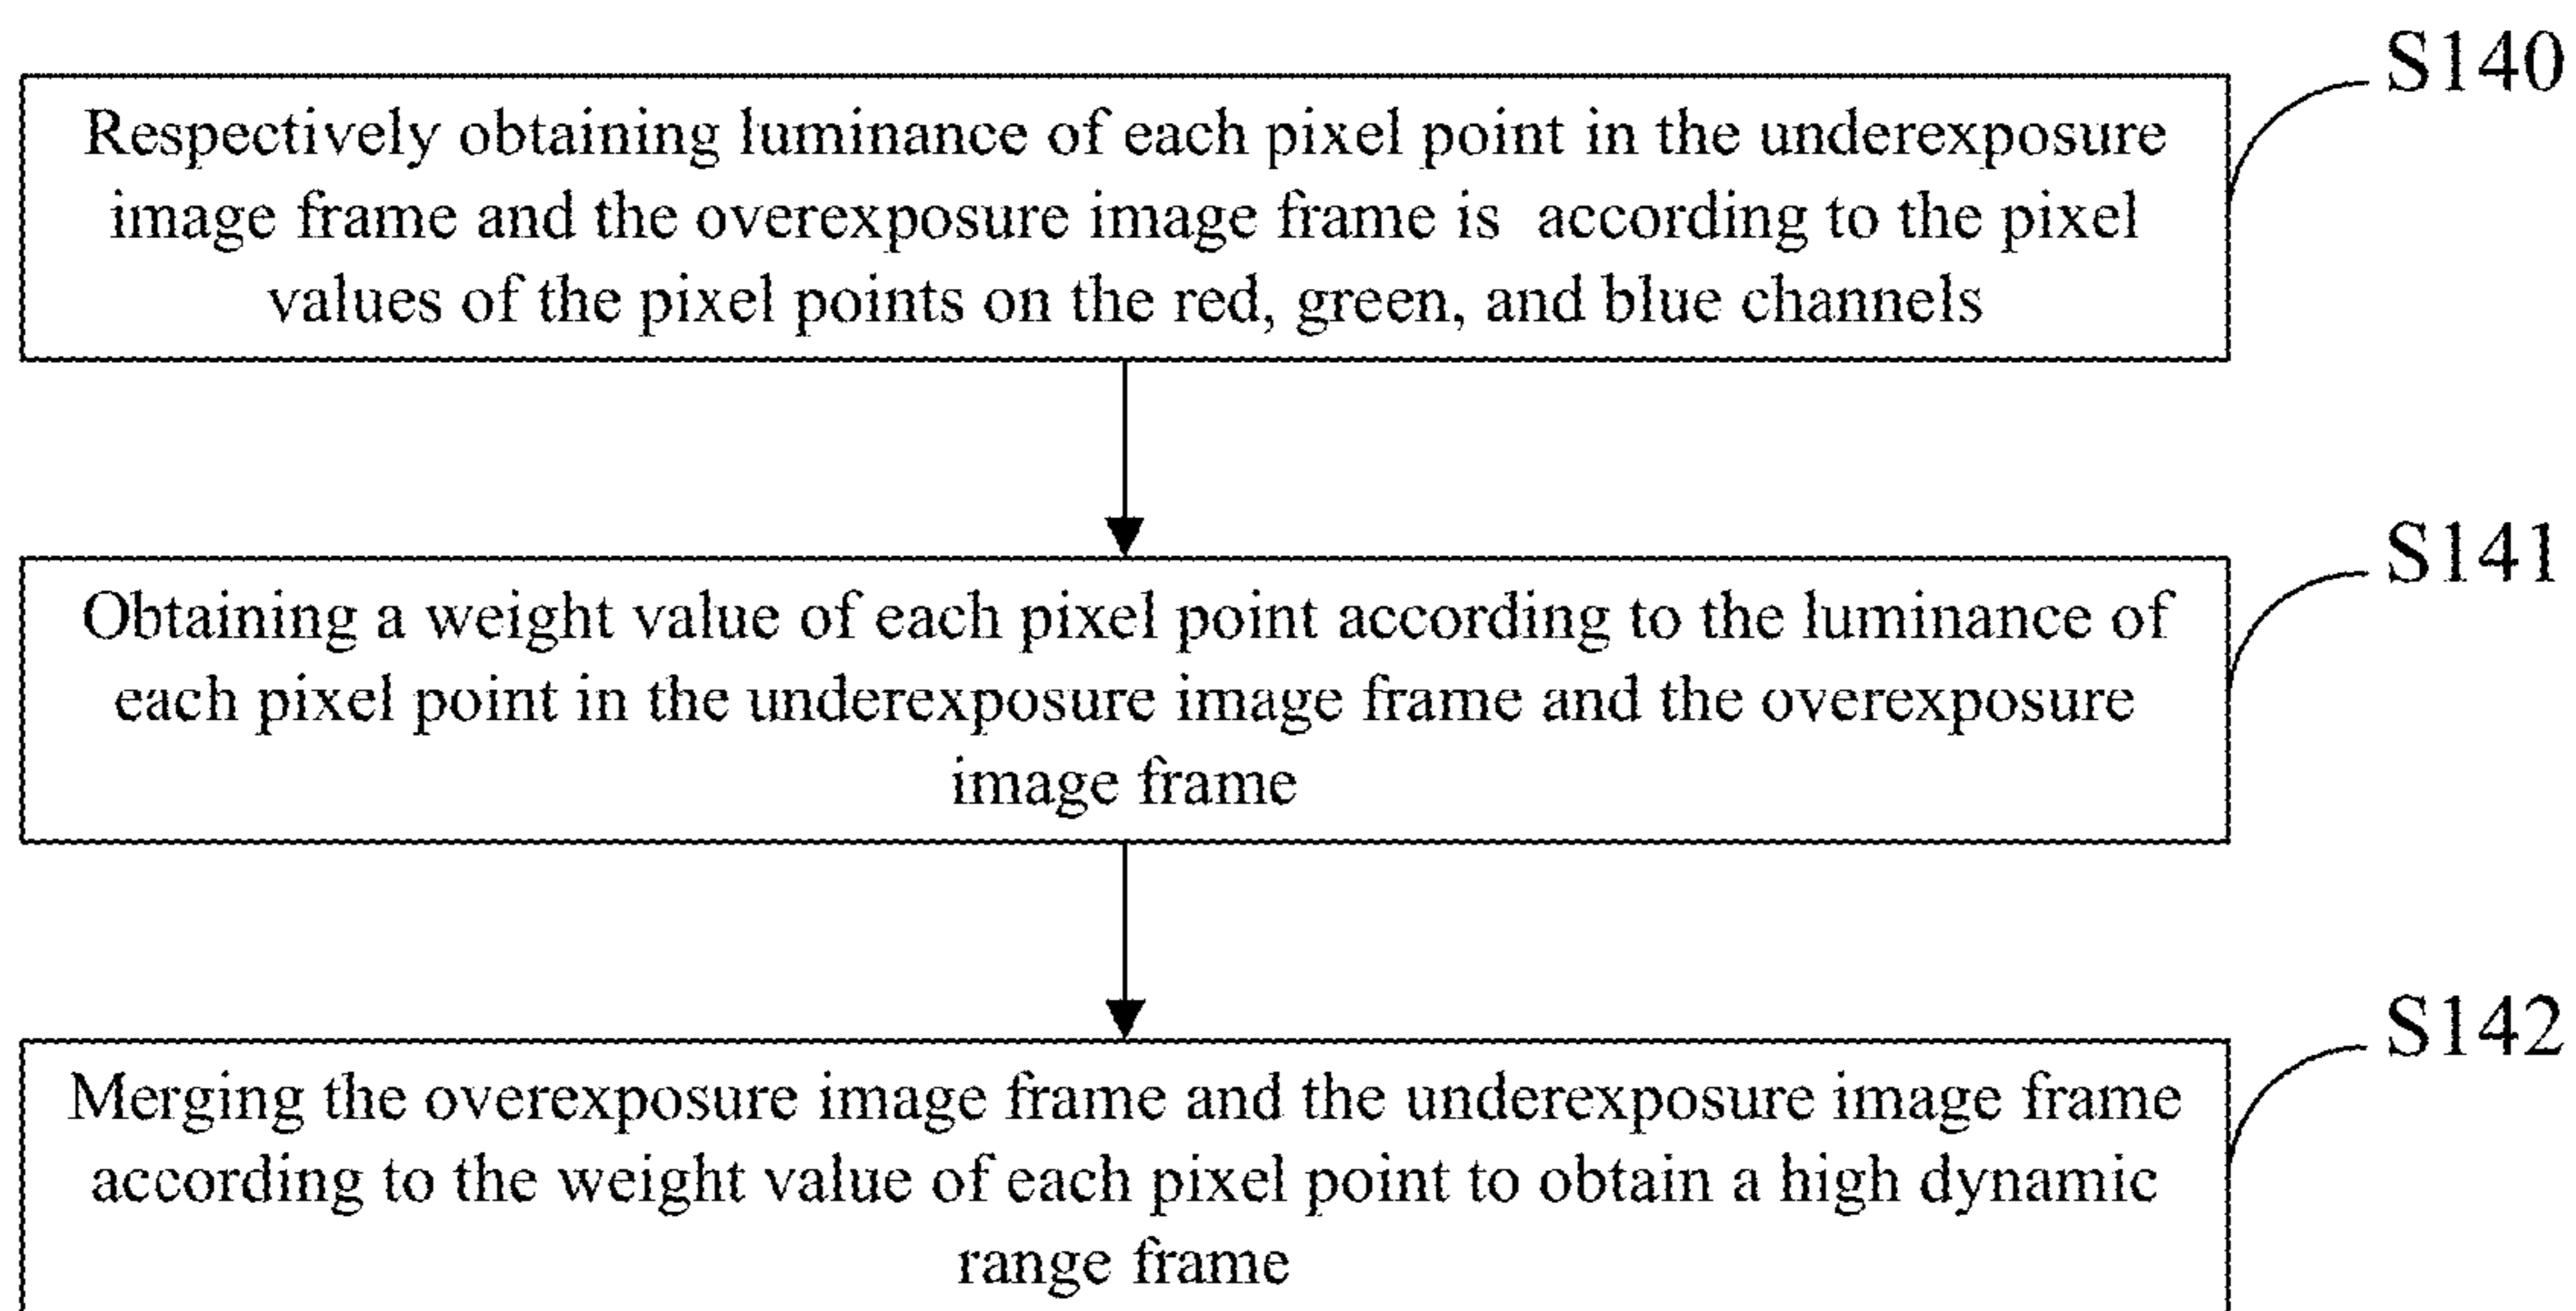 S140
Respectively obtaining luminance of each pixel point in the underexposure
image frame and the overexposure image frame is according to the pixel
values of the pixel points on the red, green, and blue channels
S141
Obtaining a weight value of each pixel point according to the luminance of
each pixel point in the underexposure image frame and the overexposure
image frame
S142
Merging the overexposure image frame and the underexposure image frame
according to the weight value of each pixel point to obtain a high dynamic
range frame